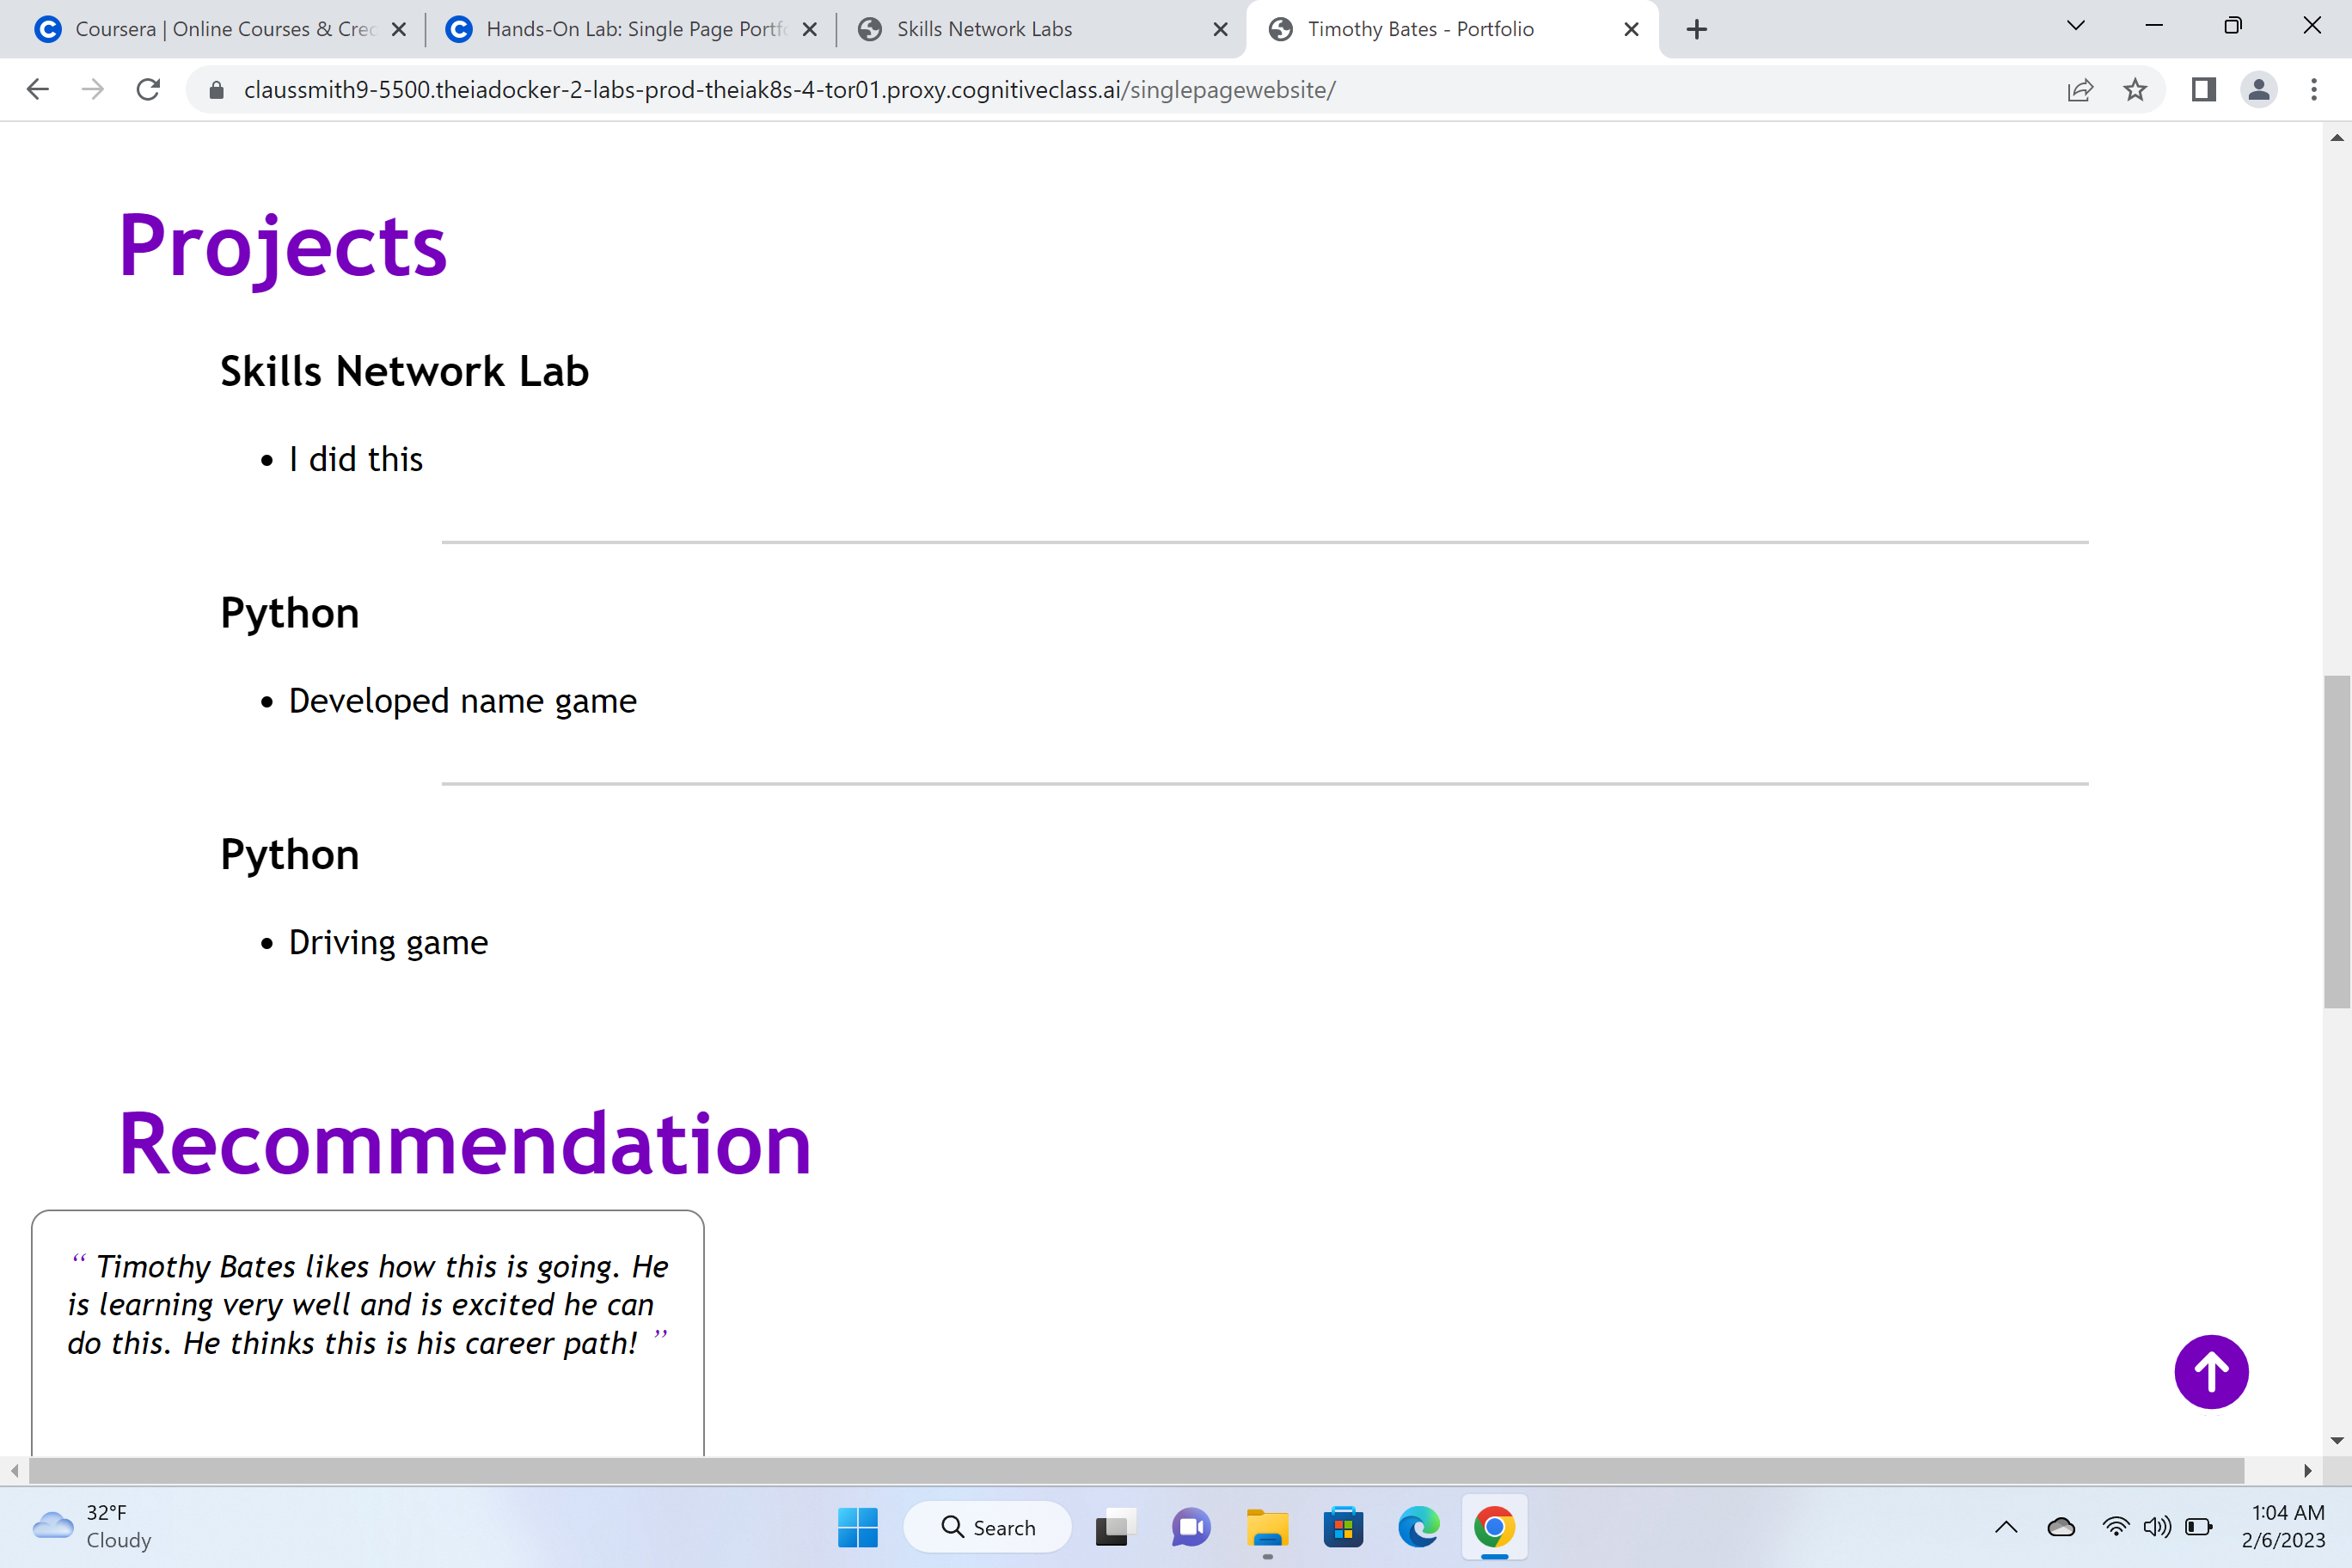 Coursera | Online Courses & Crec
Hands-On Lab: Single Page Portfo
Skills Network Labs
Timothy Bates - Portfolio
claussmith9-5500.theiadocker-2-labs-prod-theiak8s-4-tor01.proxy.cognitiveclass.ai/singlepagewebsite/
Projects
Skills Network Lab
• I did this
Python
• Developed name game
Python
• Driving game
Recommendation
“ Timothy Bates likes how this is going. He
is learning very well and is excited he can
do this. He thinks this is his career path! ”
32°F
Cloudy
Search
1:04 AM
2/6/2023